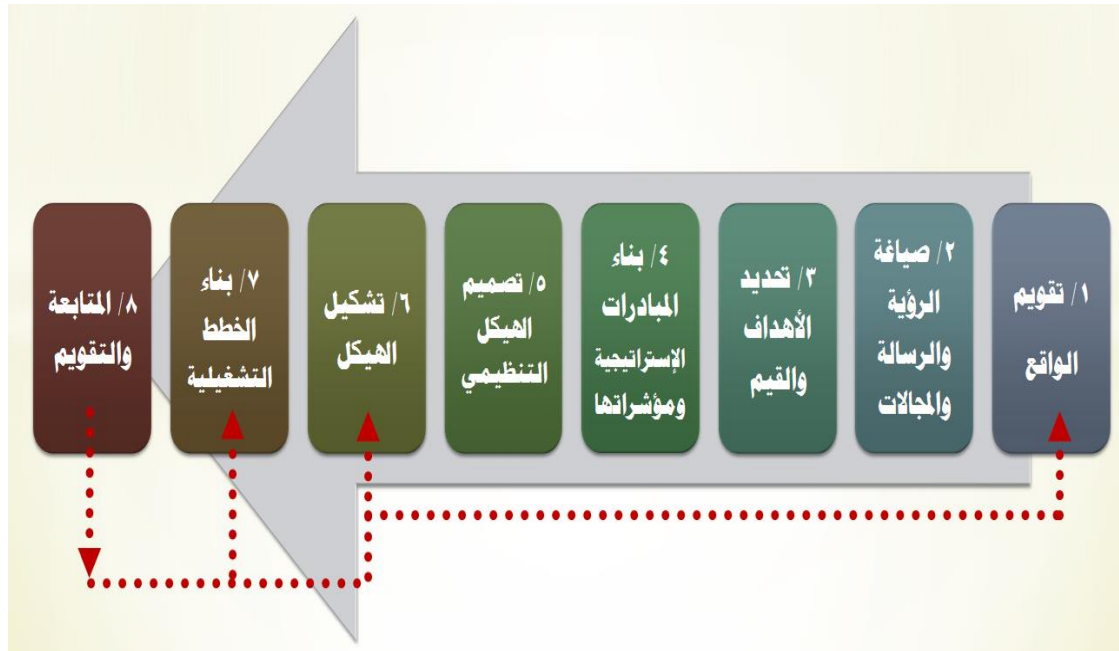 ١/ تقويم
الواقع
٢/ صياغة
الرؤية
والرسالة
والمجالات
٣/ تحديد
الأهداف
والقيم
٤/ بناء
المبادرات
الإستراتيجية
ومؤشراتها
٥/ تصميم
الهيكل
التنظيمي
٦/ تشكيل
الهيكل
٧/ بناء
الخطط
التشغيلية
٨/ المتابعة
والتقويم